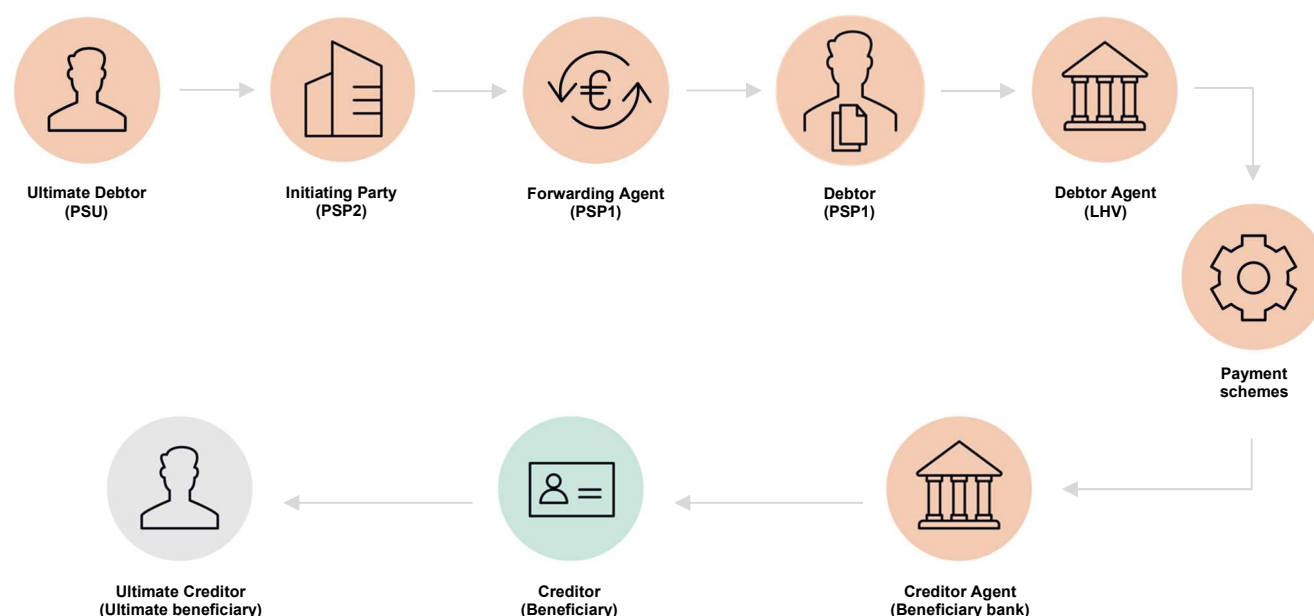 Ultimate Debtor
(PSU)
Initiating Party
(PSP2)
Forwarding Agent
(PSP1)
Debtor
(PSP1)
Debtor Agent
(LHV)
Payment
schemes
Ultimate Creditor
(Ultimate beneficiary)
Creditor
(Beneficiary)
Creditor Agent
(Beneficiary bank)